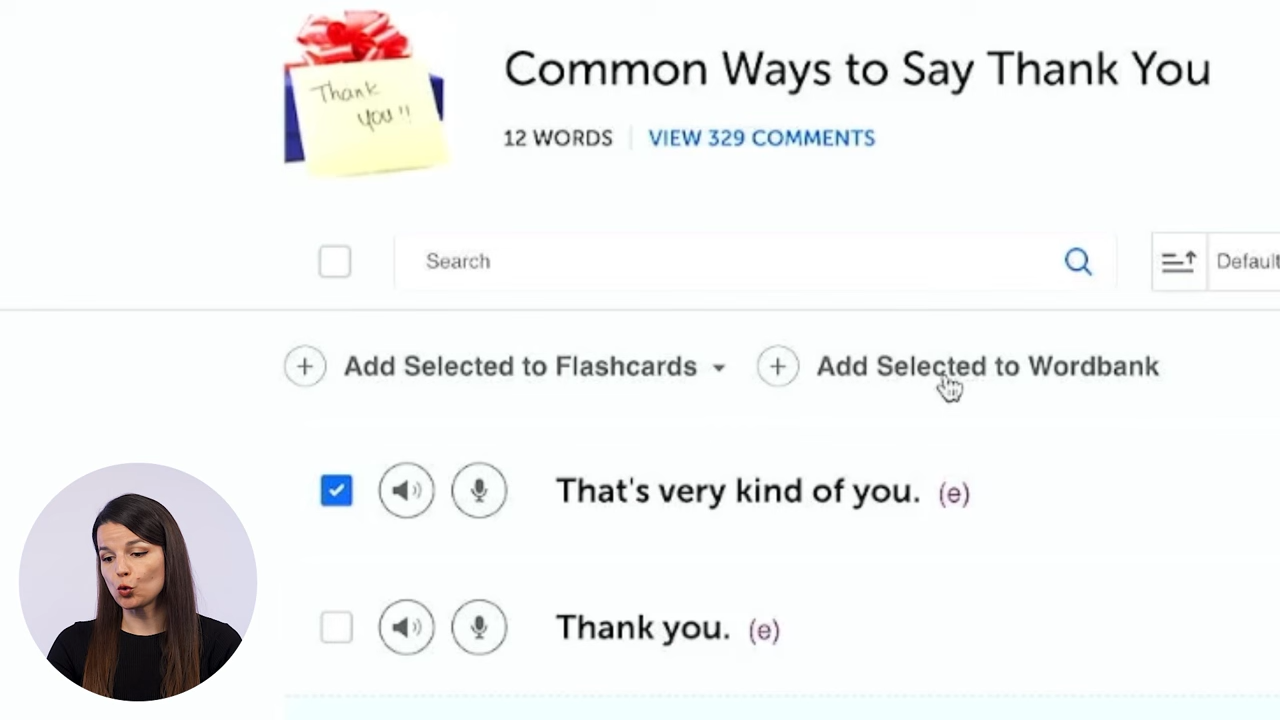 Thank
you!!
Common Ways to Say Thank You
12 WORDS VIEW 329 COMMENTS
Search
Default
Add Selected to Flashcards
Add Selected to Wordbank
That's very kind of you. (e)
Thank you. (e)